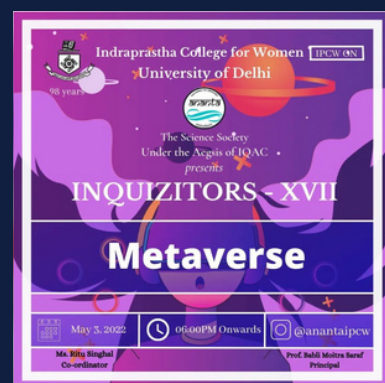 Indraprastha College for Women
IPCW ON
University of Delhi
98 years
ananta
The Science Society
Under the Aegis of IQAC
presents
INQUIZITORS - XVII
Metaverse
May 3, 2022
06:00PM Onwards
@anantaipcw
Ms. Ritu Singhal
Co-ordinator
Prof. Babli Moitra Saraf
Principal